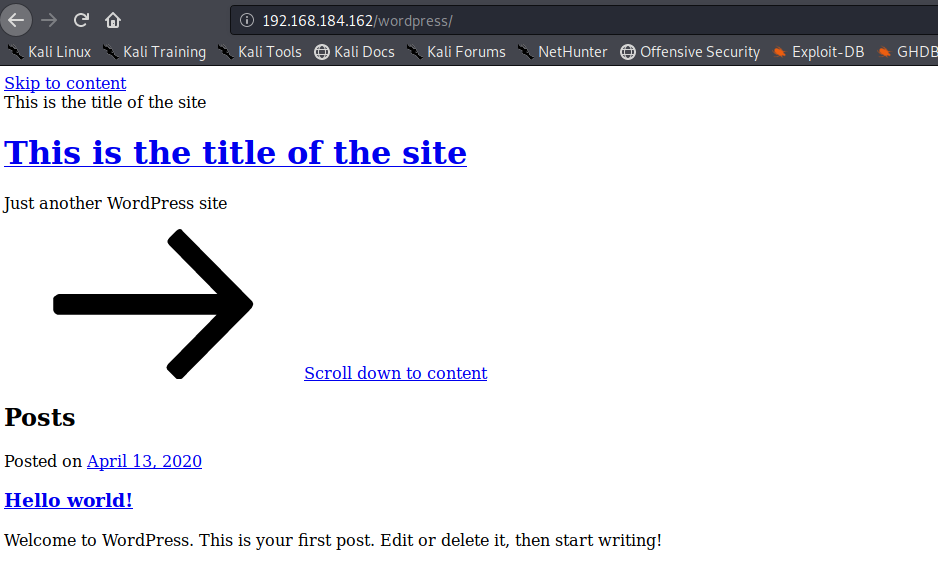 192.168.184.162/wordpress/
Kali Linux Kali Training Kali Tools Kali Docs Kali Forums NetHunter Offensive Security Exploit-DB GHDB
Skip to content
This is the title of the site
This is the title of the site
Just another WordPress site
Scroll down to content
Posts
Posted on April 13, 2020
Hello world!
Welcome to WordPress. This is your first post. Edit or delete it, then start writing!